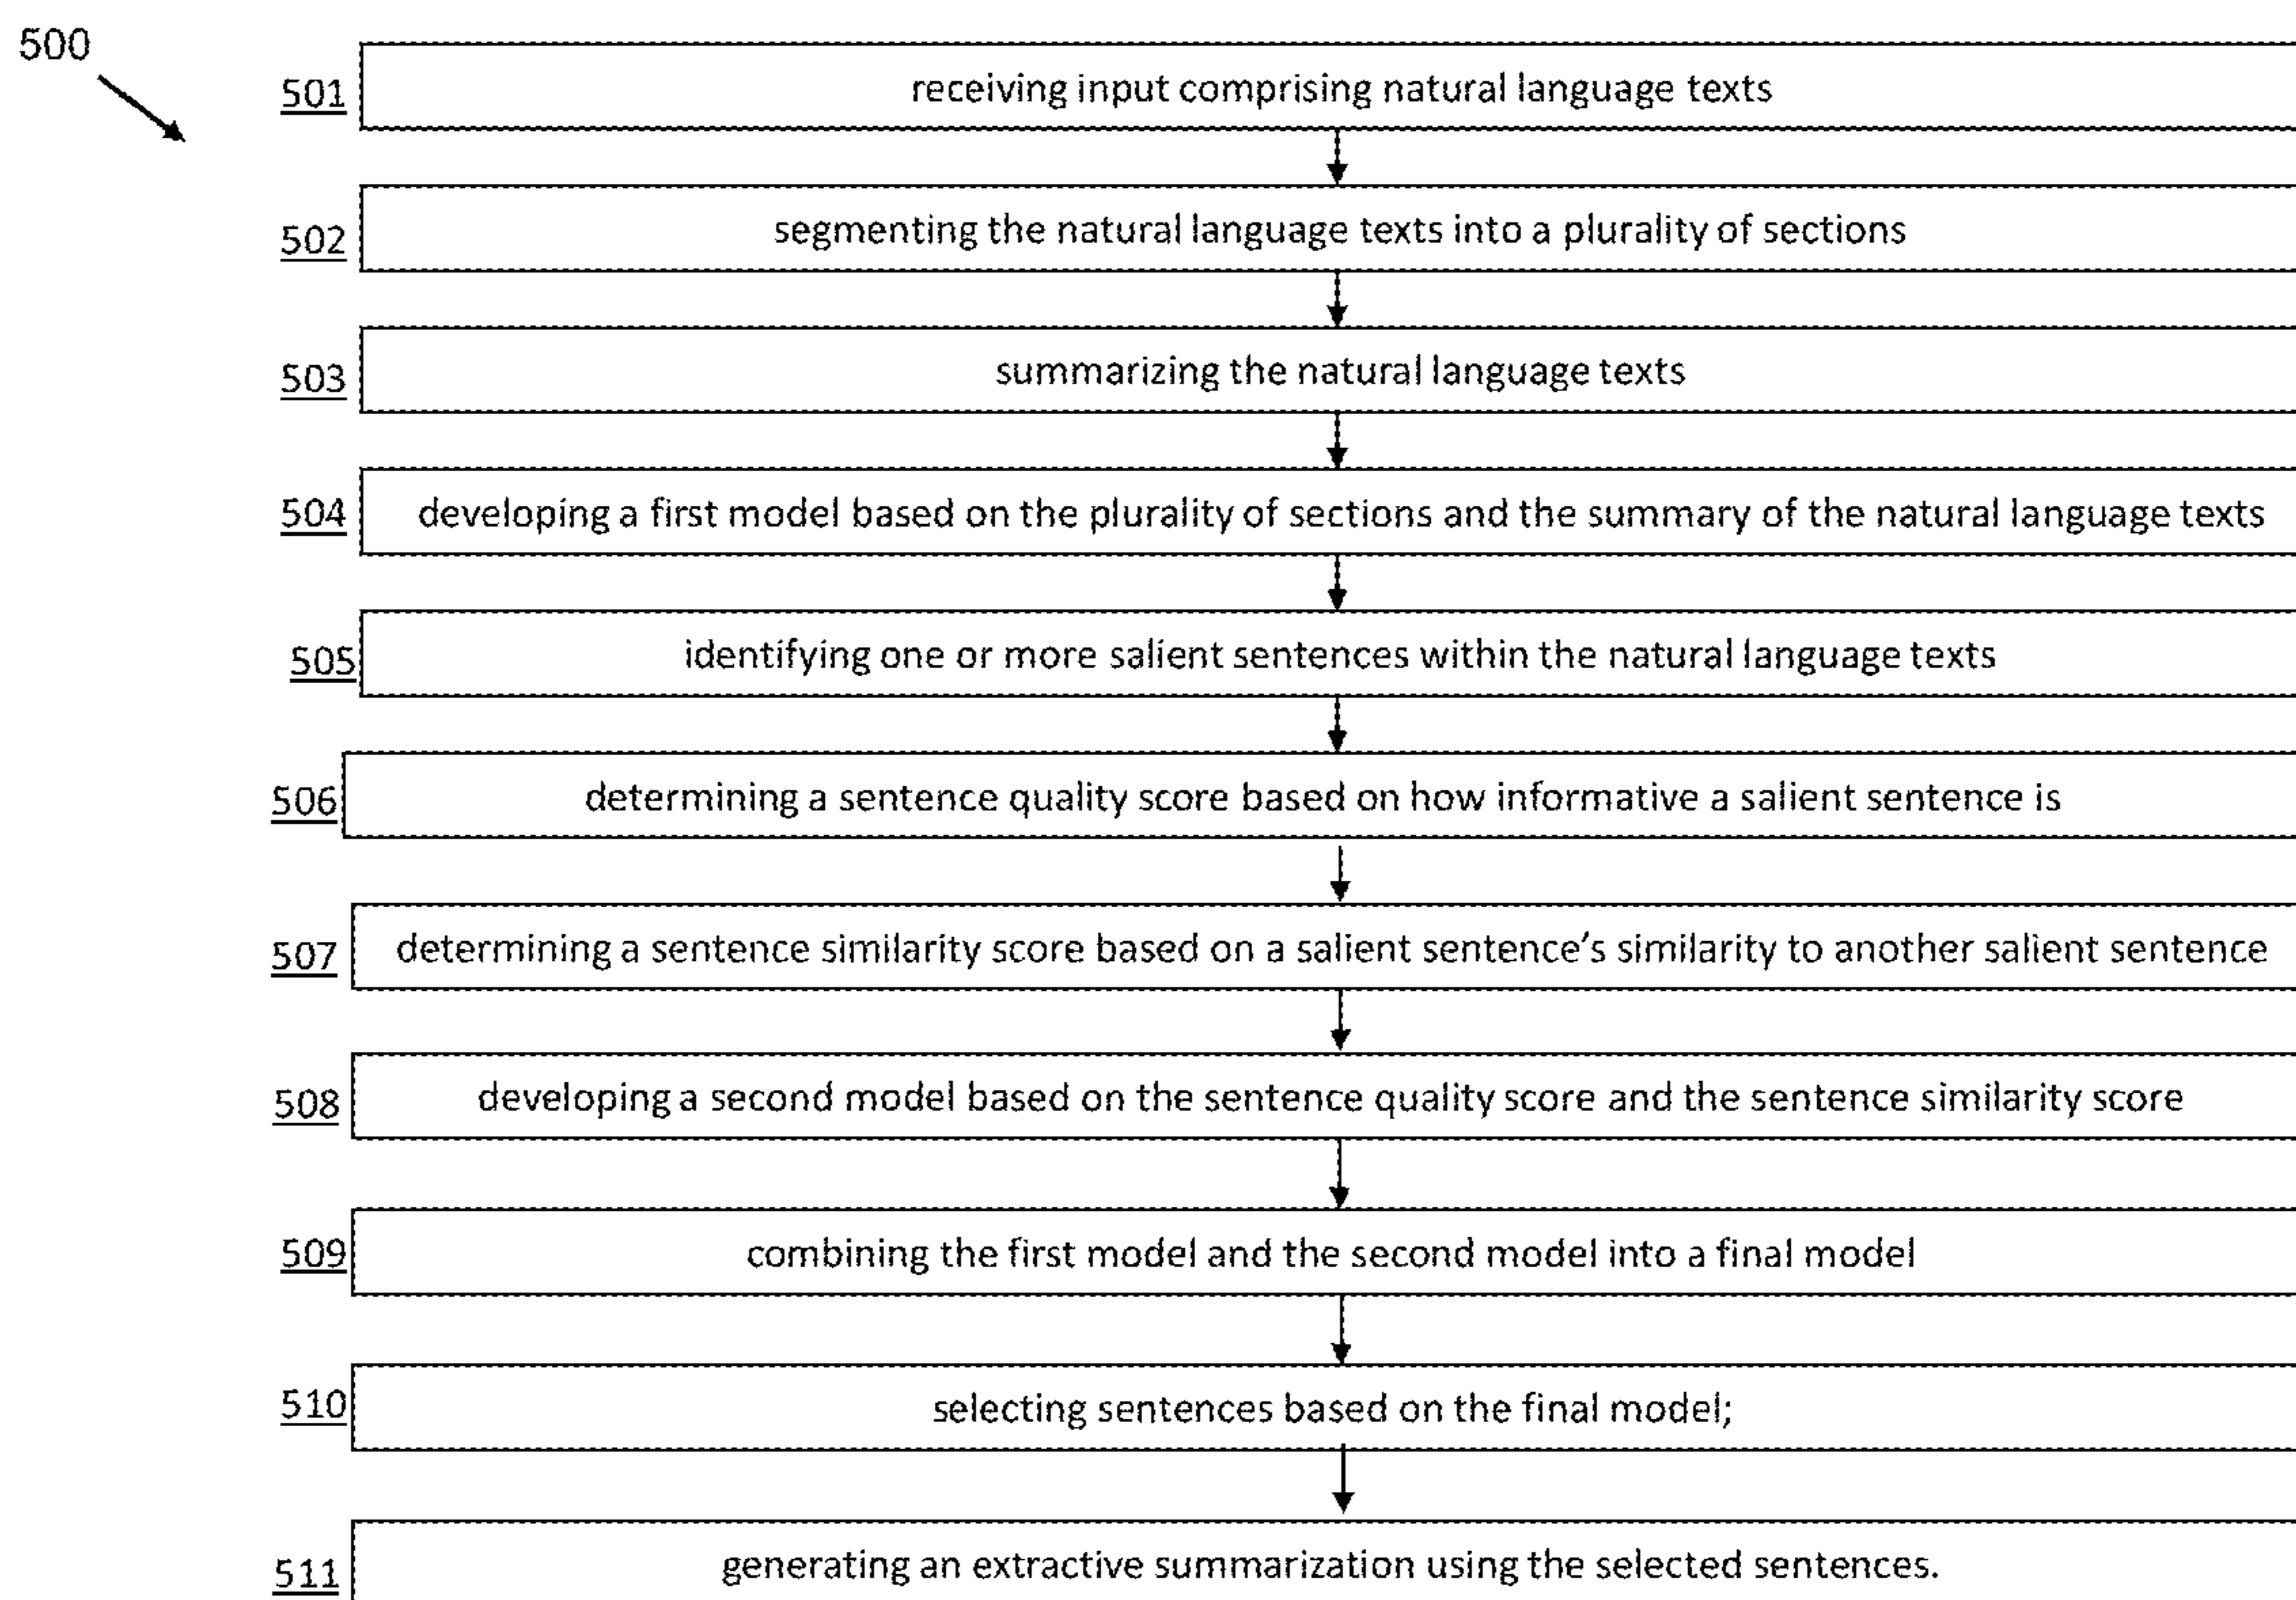 500
501 receiving input comprising natural language texts
502 segmenting the natural language texts into a plurality of sections
503 summarizing the natural language texts
504 developing a first model based on the plurality of sections and the summary of the natural language texts
505 identifying one or more salient sentences within the natural language texts
506 determining a sentence quality score based on how informative a salient sentence is
507 determining a sentence similarity score based on a salient sentence’s similarity to another salient sentence
508 developing a second model based on the sentence quality score and the sentence similarity score
509 combining the first model and the second model into a final model
510 selecting sentences based on the final model;
511 generating an extractive summarization using the selected sentences.